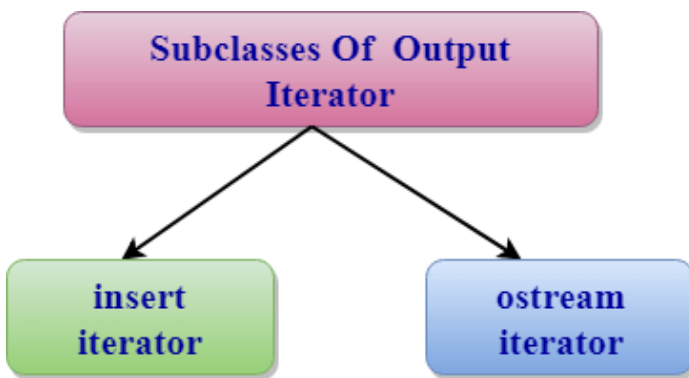 Subclasses Of Output
Iterator
insert
iterator
ostream
iterator